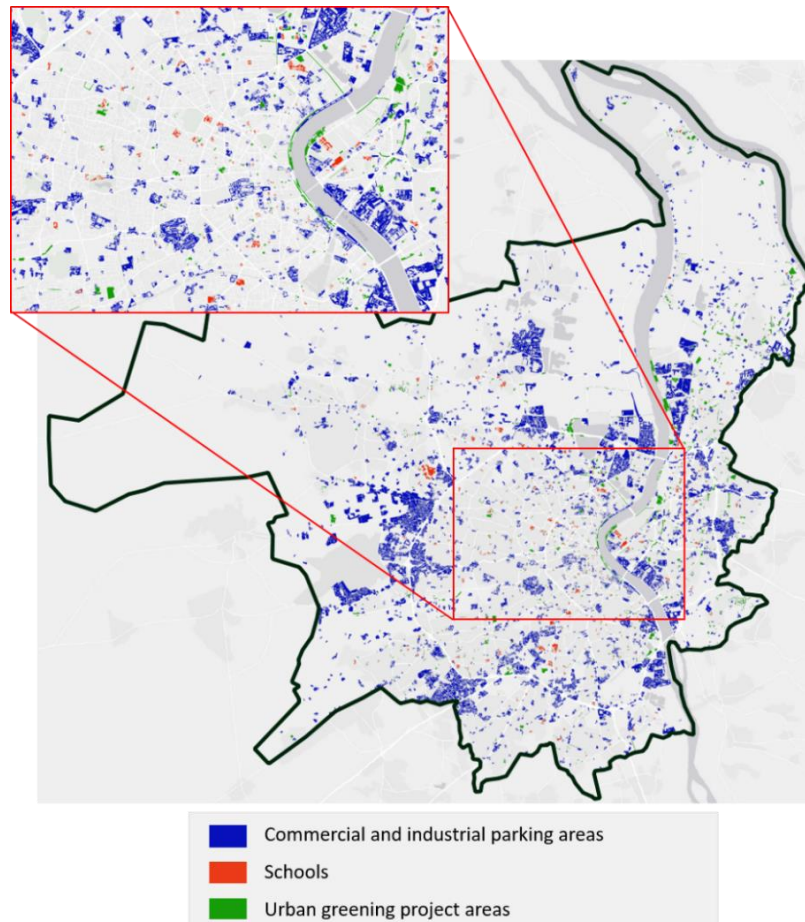 Commercial and industrial parking areas
Schools
Urban greening project areas